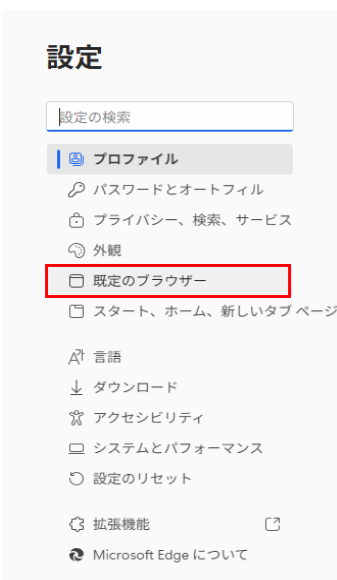 設定
設定の検索
プロファイル
パスワードとオートフィル
プライバシー、検索、サービス
外観
既定のブラウザー
スタート、ホーム、新しいタブ ページ
言語
ダウンロード
アクセシビリティ
システムとパフォーマンス
設定のリセット
拡張機能
Microsoft Edge について